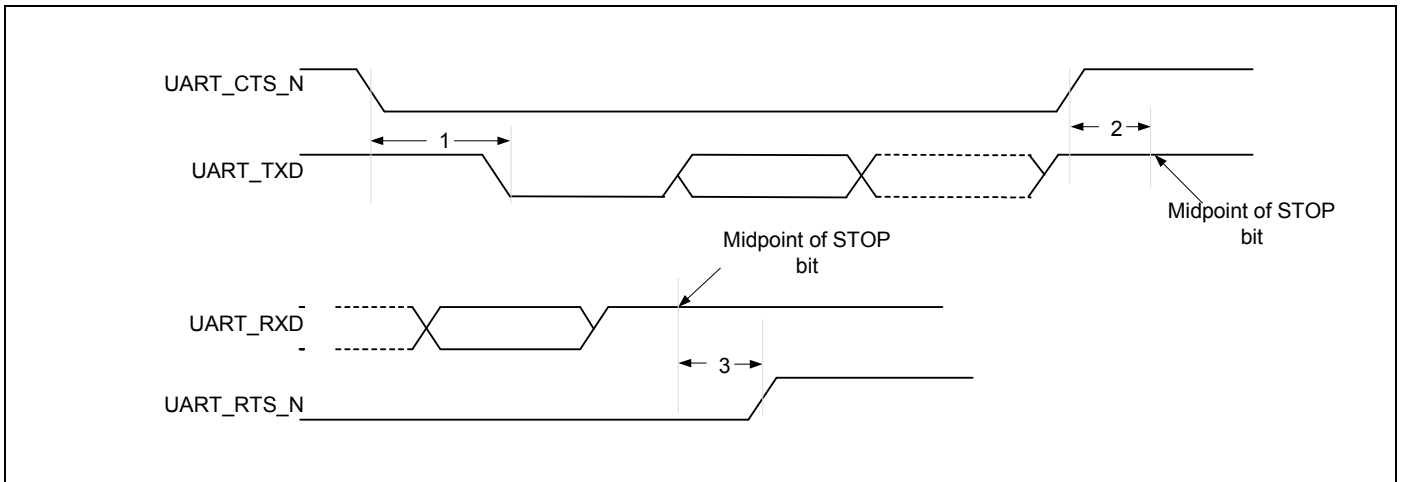 UART_CTS_N
1
2
UART_TXD
Midpoint of STOP
bit
Midpoint of STOP
bit
UART_RXD
3
UART_RTS_N